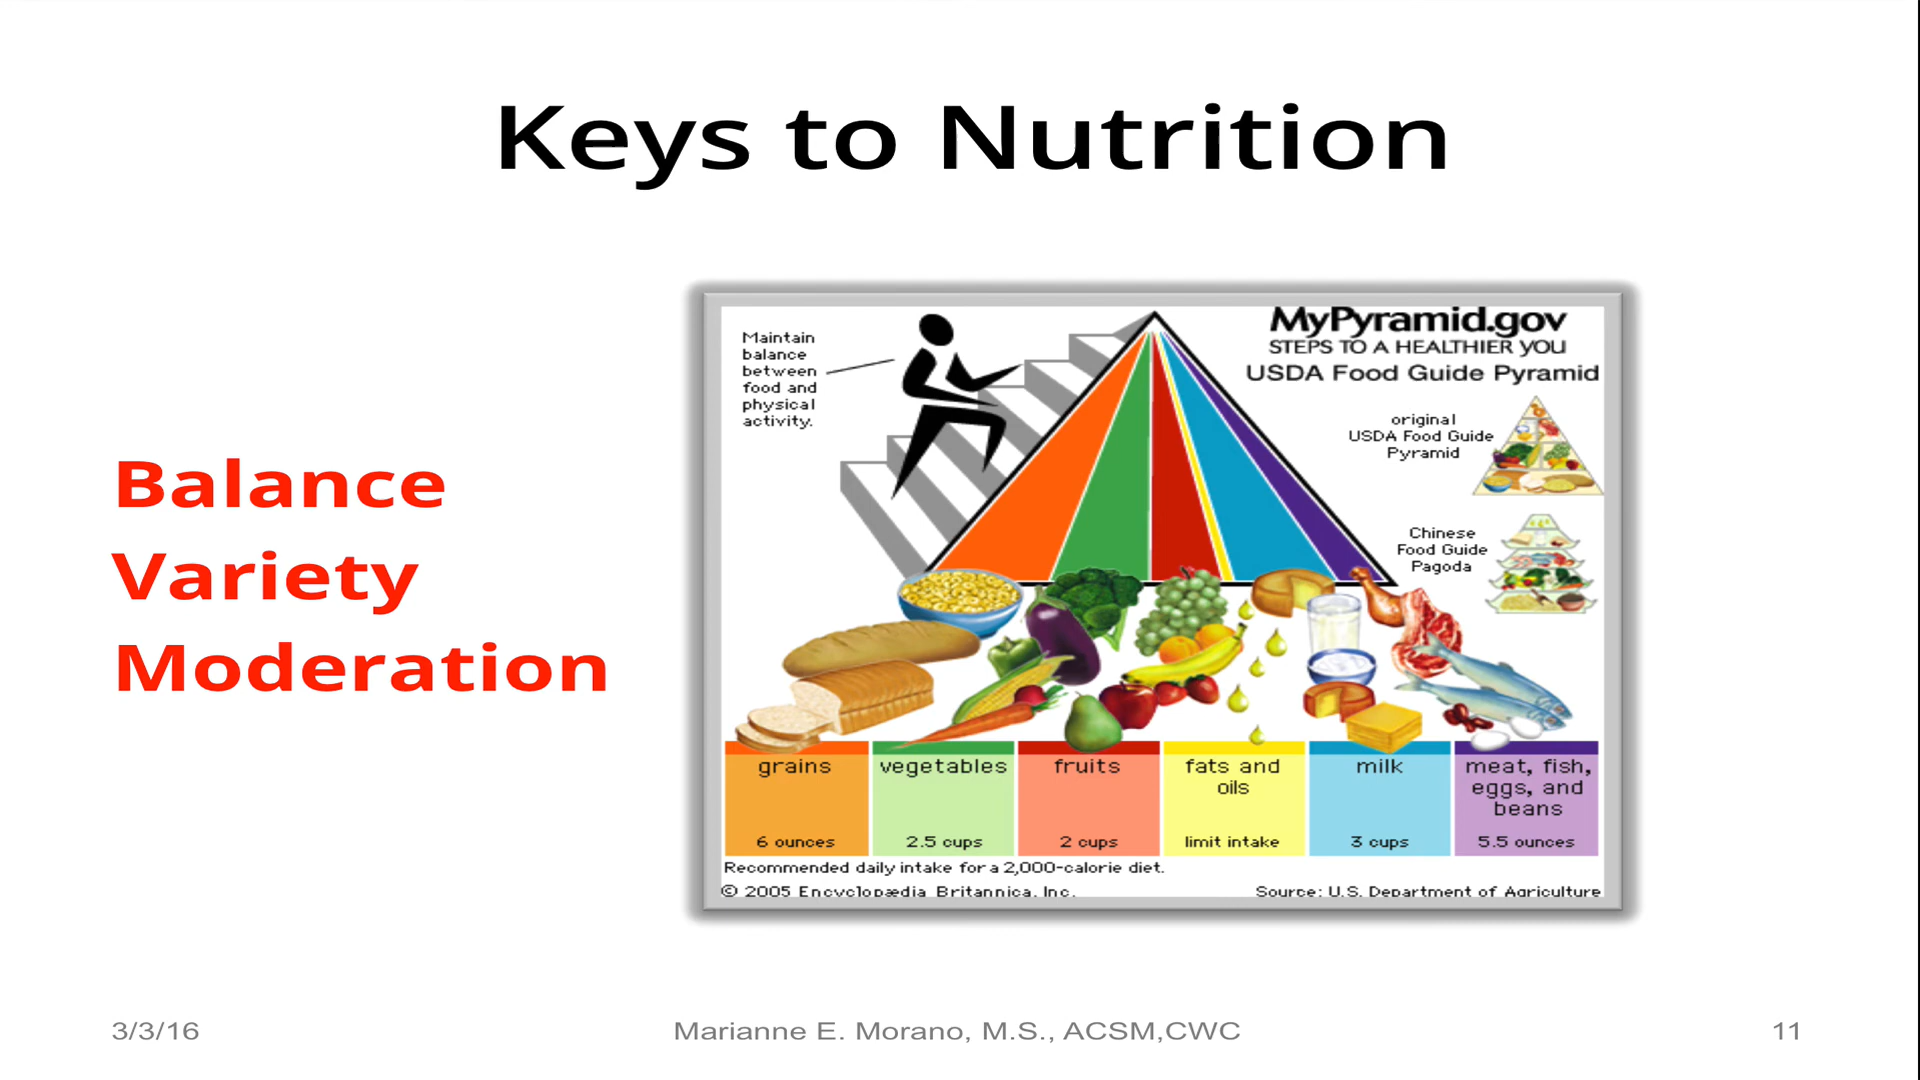 Keys to Nutrition
Balance
Variety
Moderation
Maintain
balance
between
food and
physical
activity.
MyPyramid.gov
STEPS TO A HEALTHIER YOU
USDA Food Guide Pyramid
original
USDA Food Guide
Pyramid
Chinese
Food Guide
Pagoda
grains
6 ounces
vegetables
2.5 cups
fruits
2 cups
fats and
oils
limit intake
milk
3 cups
meat, fish,
eggs, and
beans
5.5 ounces
Recommended daily intake for a 2,000-calorie diet.
© 2005 Encyclopædia Britannica, Inc.
Source: U.S. Department of Agriculture
3/3/16
Marianne E. Morano, M.S., ACSM,CWC
11